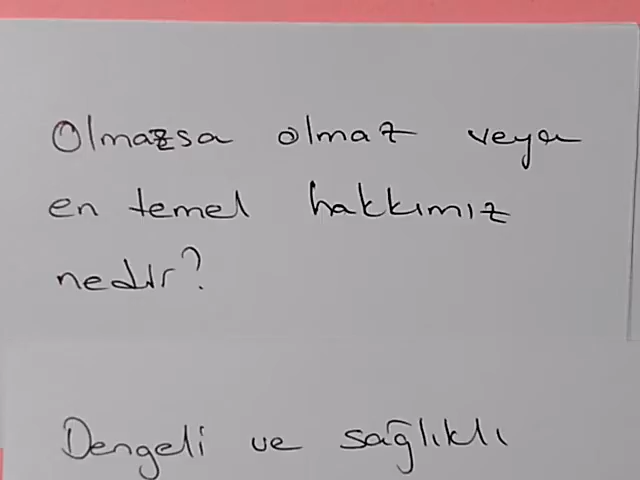 Olmazsa olmaz veya
en temel hakkımız
nedir?
Dengeli ve sağlıklı